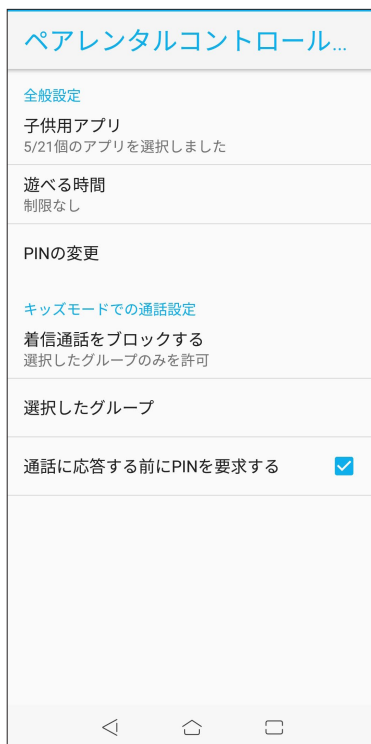 ペアレンタルコントロール...
全般設定
子供用アプリ
5/21個のアプリを選択しました
遊べる時間
制限なし
PINの変更
キッズモードでの通話設定
着信通話をブロックする
選択したグループのみを許可
選択したグループ
通話に応答する前にPINを要求する